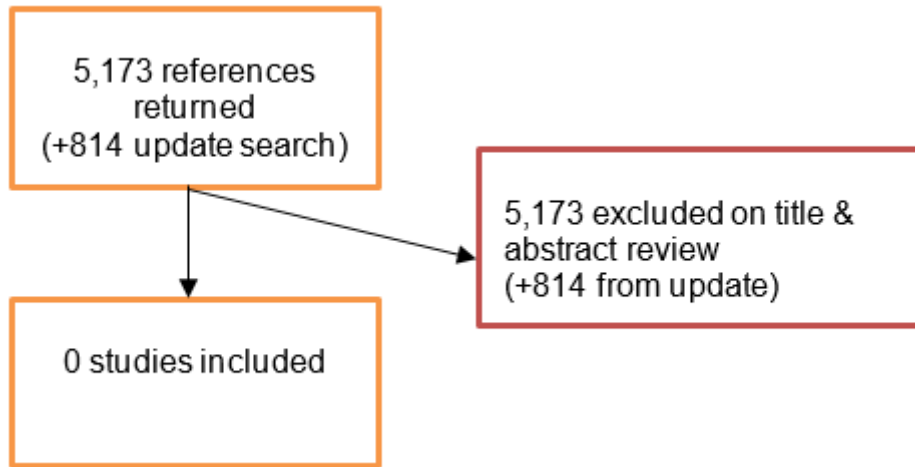 5,173 references
returned
(+814 update search)
5,173 excluded on title &
abstract review
(+814 from update)
0 studies included